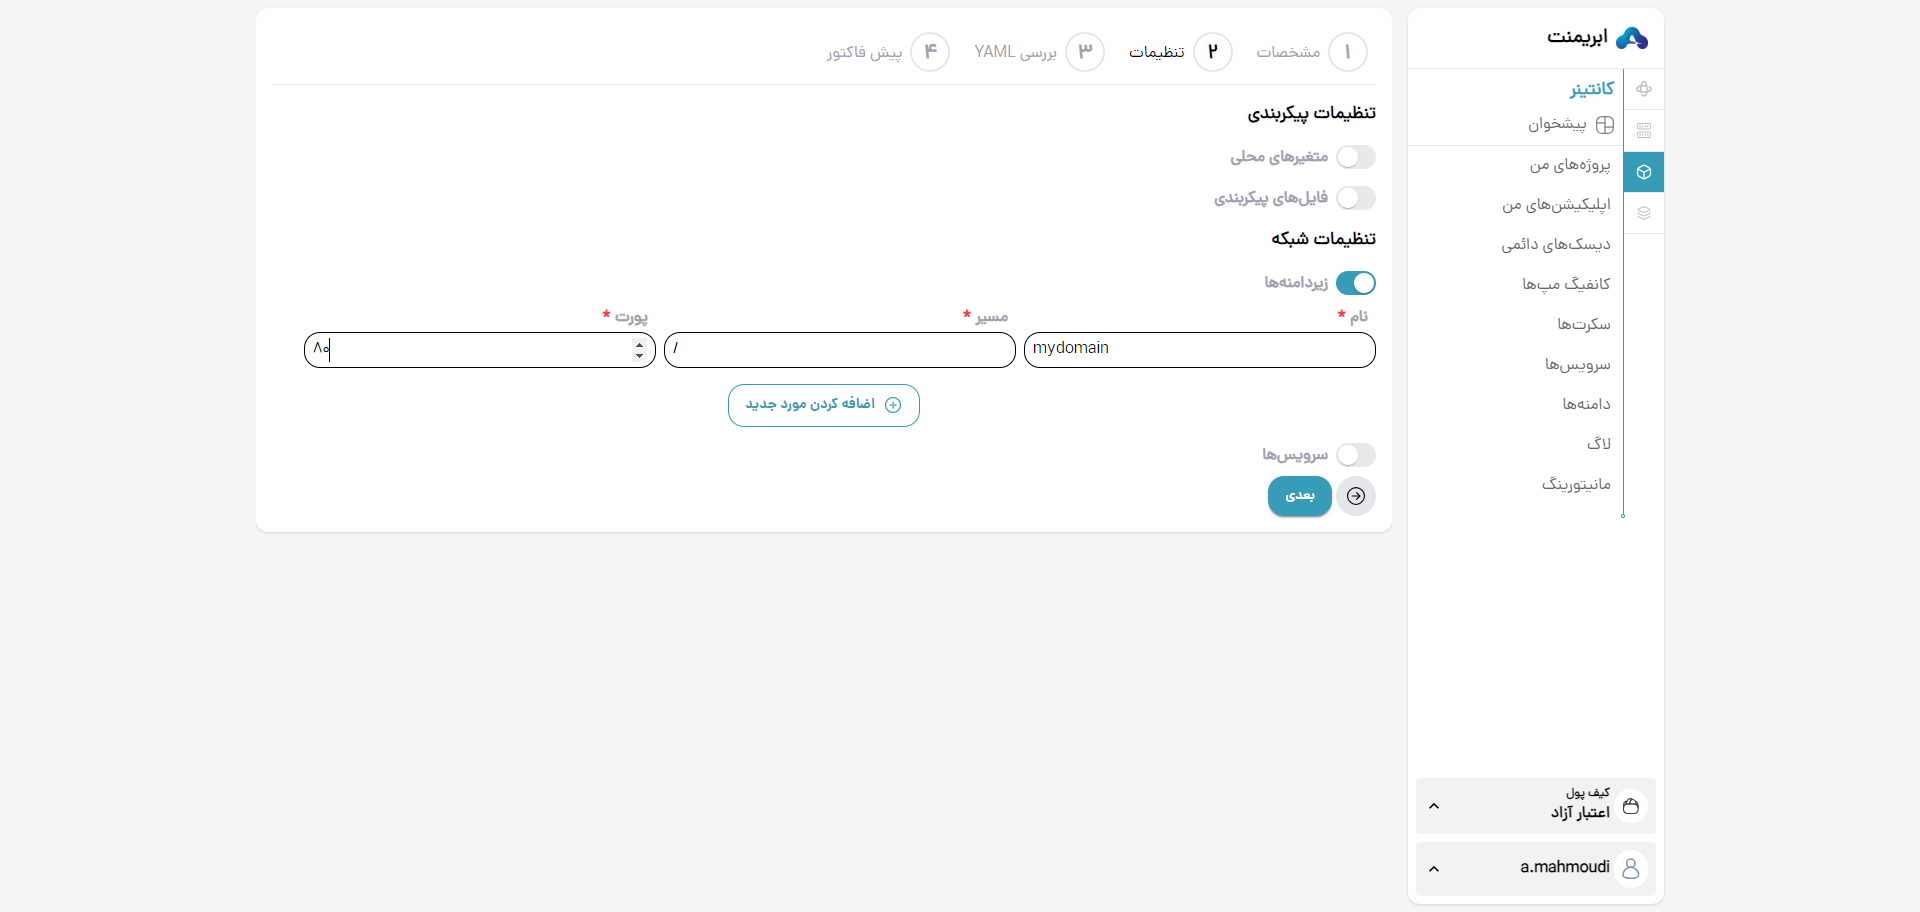 ابریمنت
کانتینر
پیشخوان
پروژه‌های من
اپلیکیشن‌های من
دیسک‌های دائمی
کانفیگ مپ‌ها
سکرت‌ها
سرویس‌ها
دامنه‌ها
لاگ
مانیتورینگ
کیف پول
اعتبار آزاد
a.mahmoudi
۱ مشخصات ۲ تنظیمات ۳ بررسی YAML ۴ پیش فاکتور
تنظیمات پیکربندی
متغیرهای محلی
فایل‌های پیکربندی
تنظیمات شبکه
زیردامنه‌ها
نام * مسیر * پورت *
mydomain / ۸۰
اضافه کردن مورد جدید
سرویس‌ها
بعدی